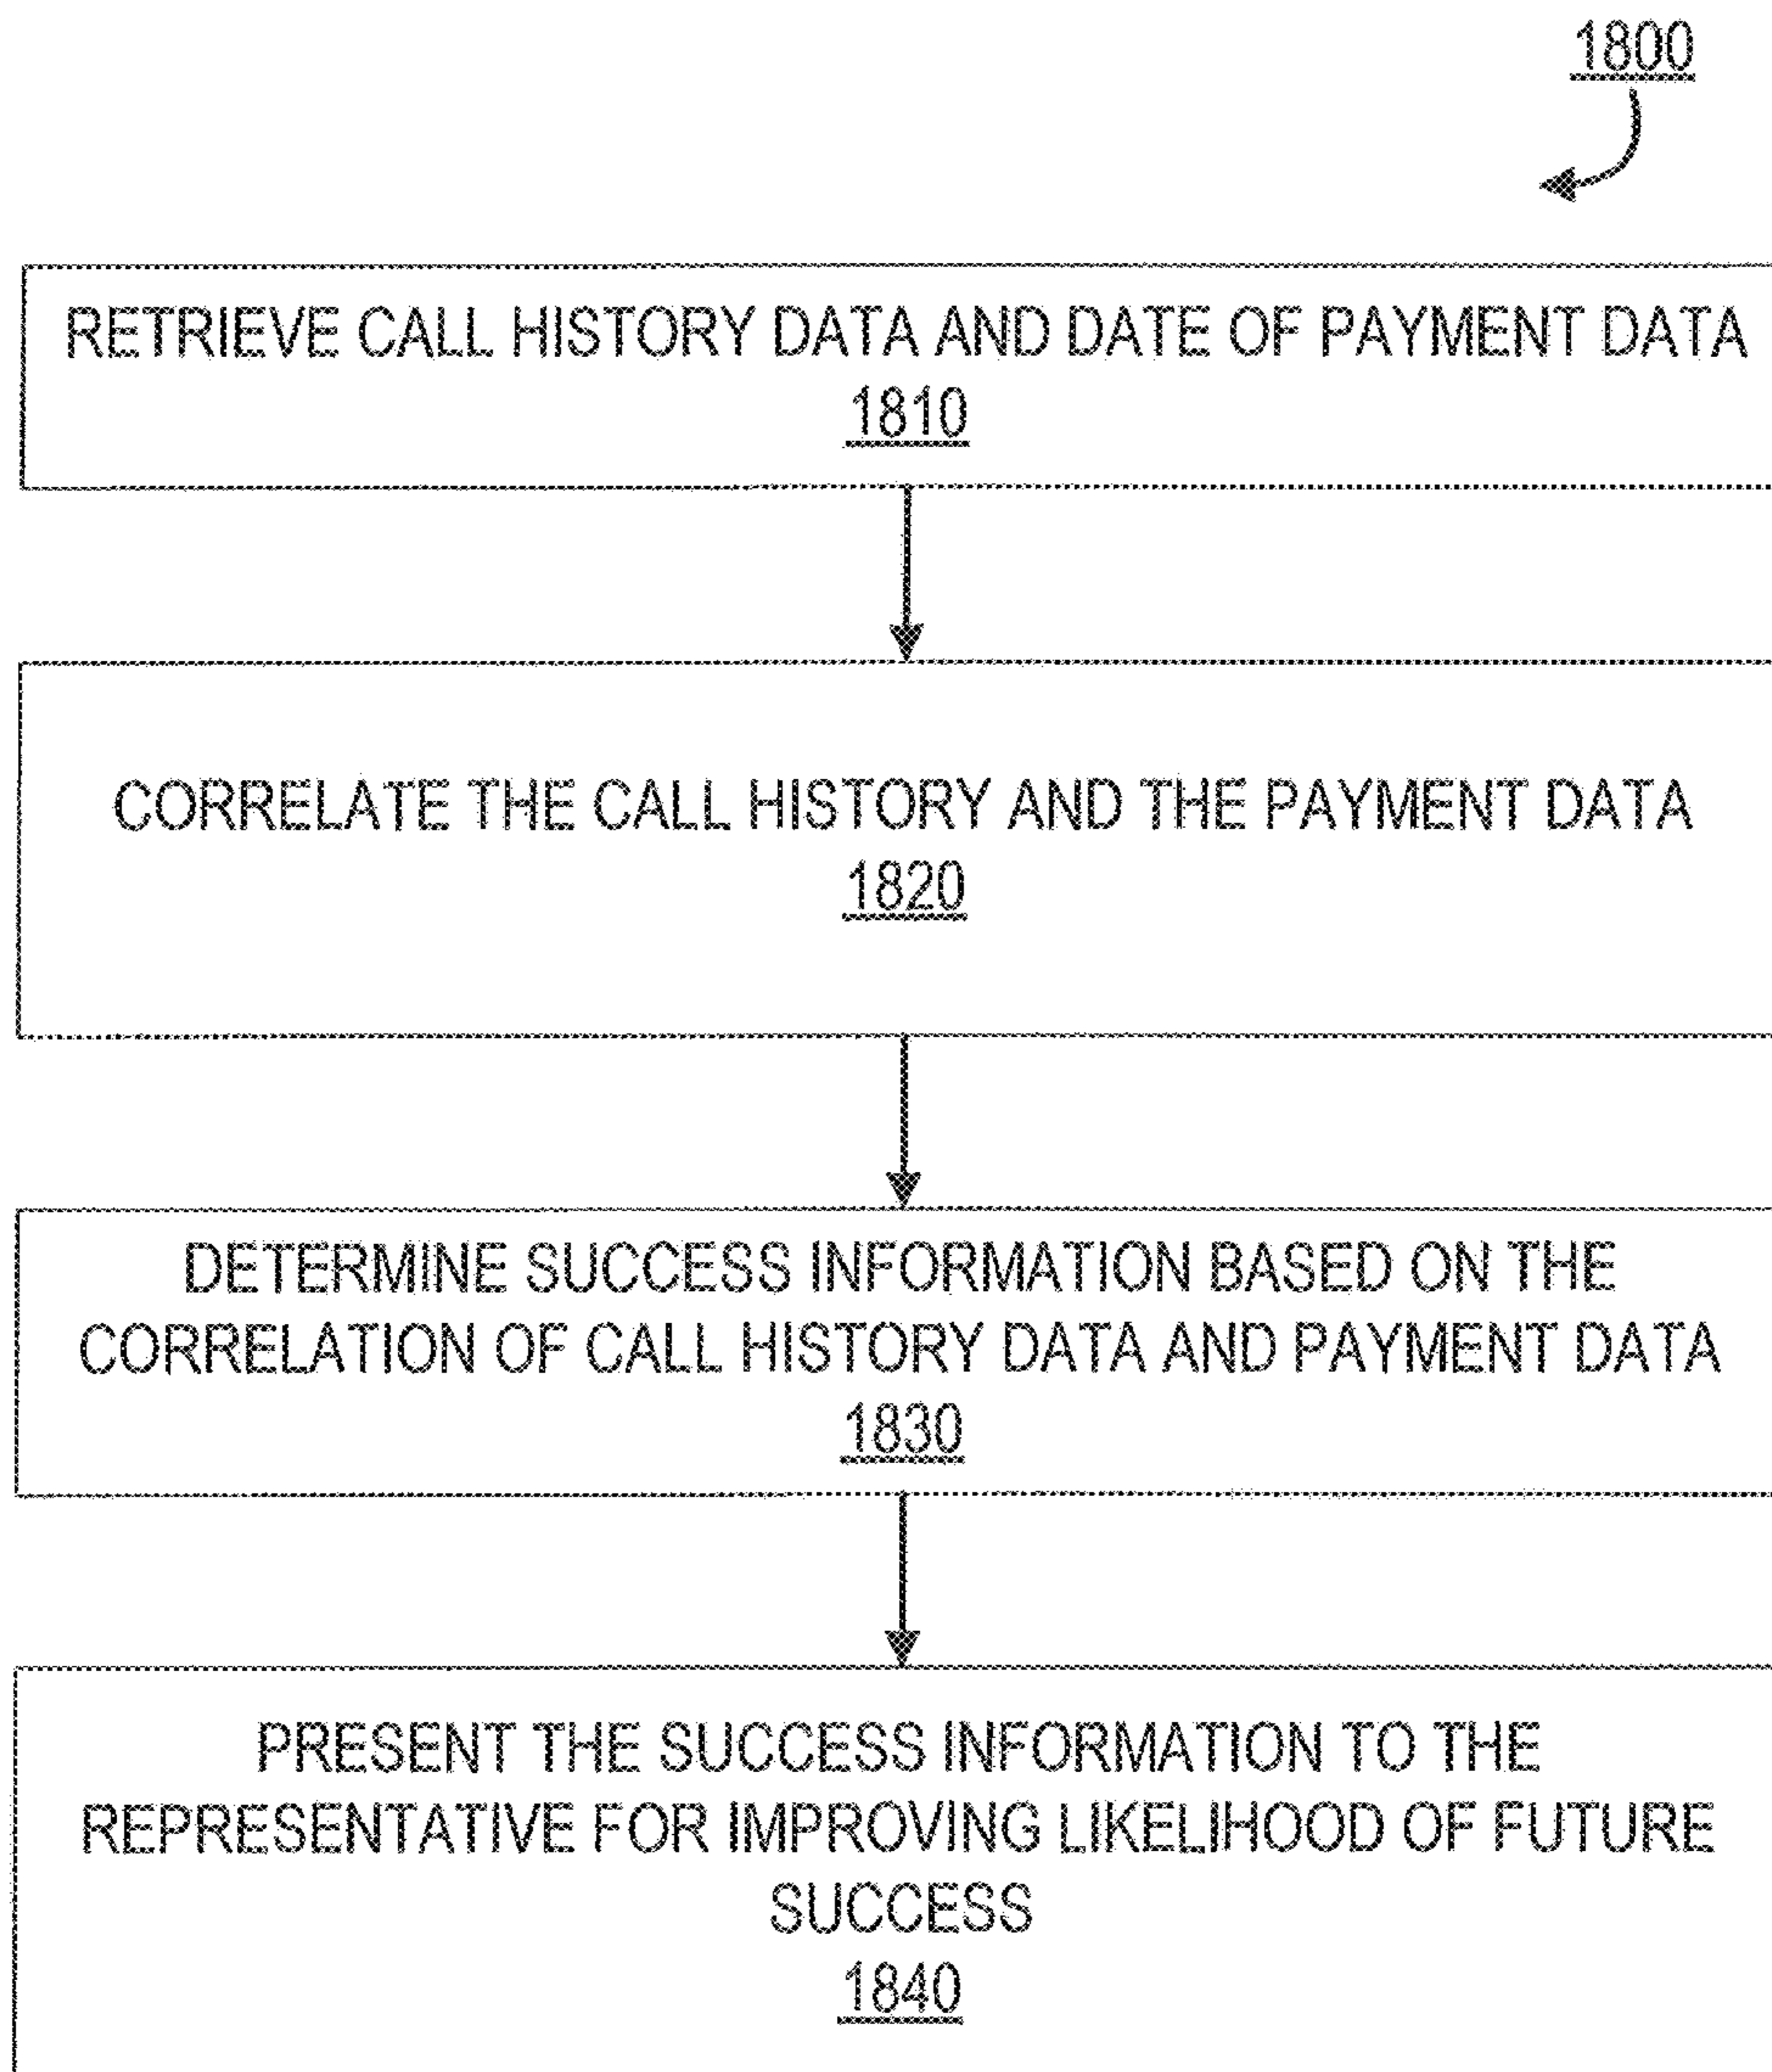 1800
RETRIEVE CALL HISTORY DATA AND DATE OF PAYMENT DATA
1810
CORRELATE THE CALL HISTORY AND THE PAYMENT DATA
1820
DETERMINE SUCCESS INFORMATION BASED ON THE
CORRELATION OF CALL HISTORY DATA AND PAYMENT DATA
1830
PRESENT THE SUCCESS INFORMATION TO THE
REPRESENTATIVE FOR IMPROVING LIKELIHOOD OF FUTURE
SUCCESS
1840